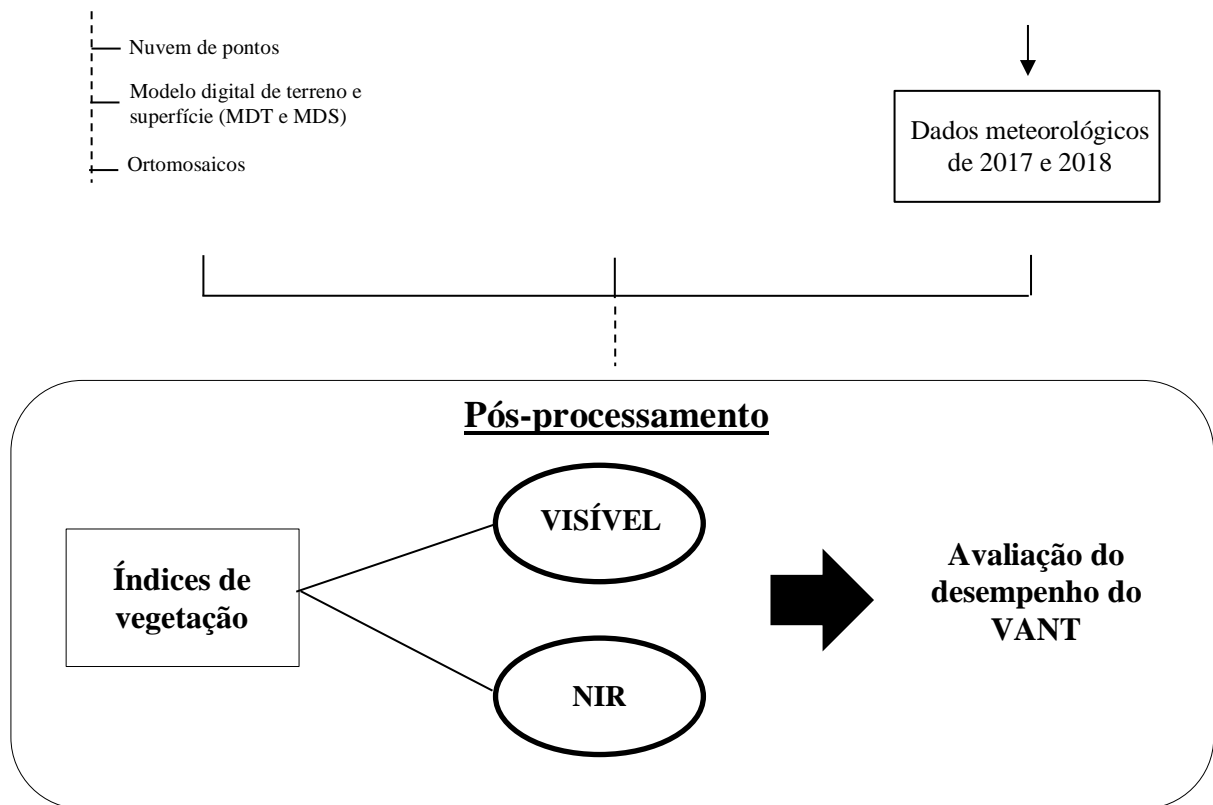 Nuvem de pontos
Modelo digital de terreno e
superfície (MDT e MDS)
Ortomosaicos
Dados meteorológicos
de 2017 e 2018
Pós-processamento
Índices de
vegetação
VISÍVEL
NIR
Avaliação do
desempenho do
VANT